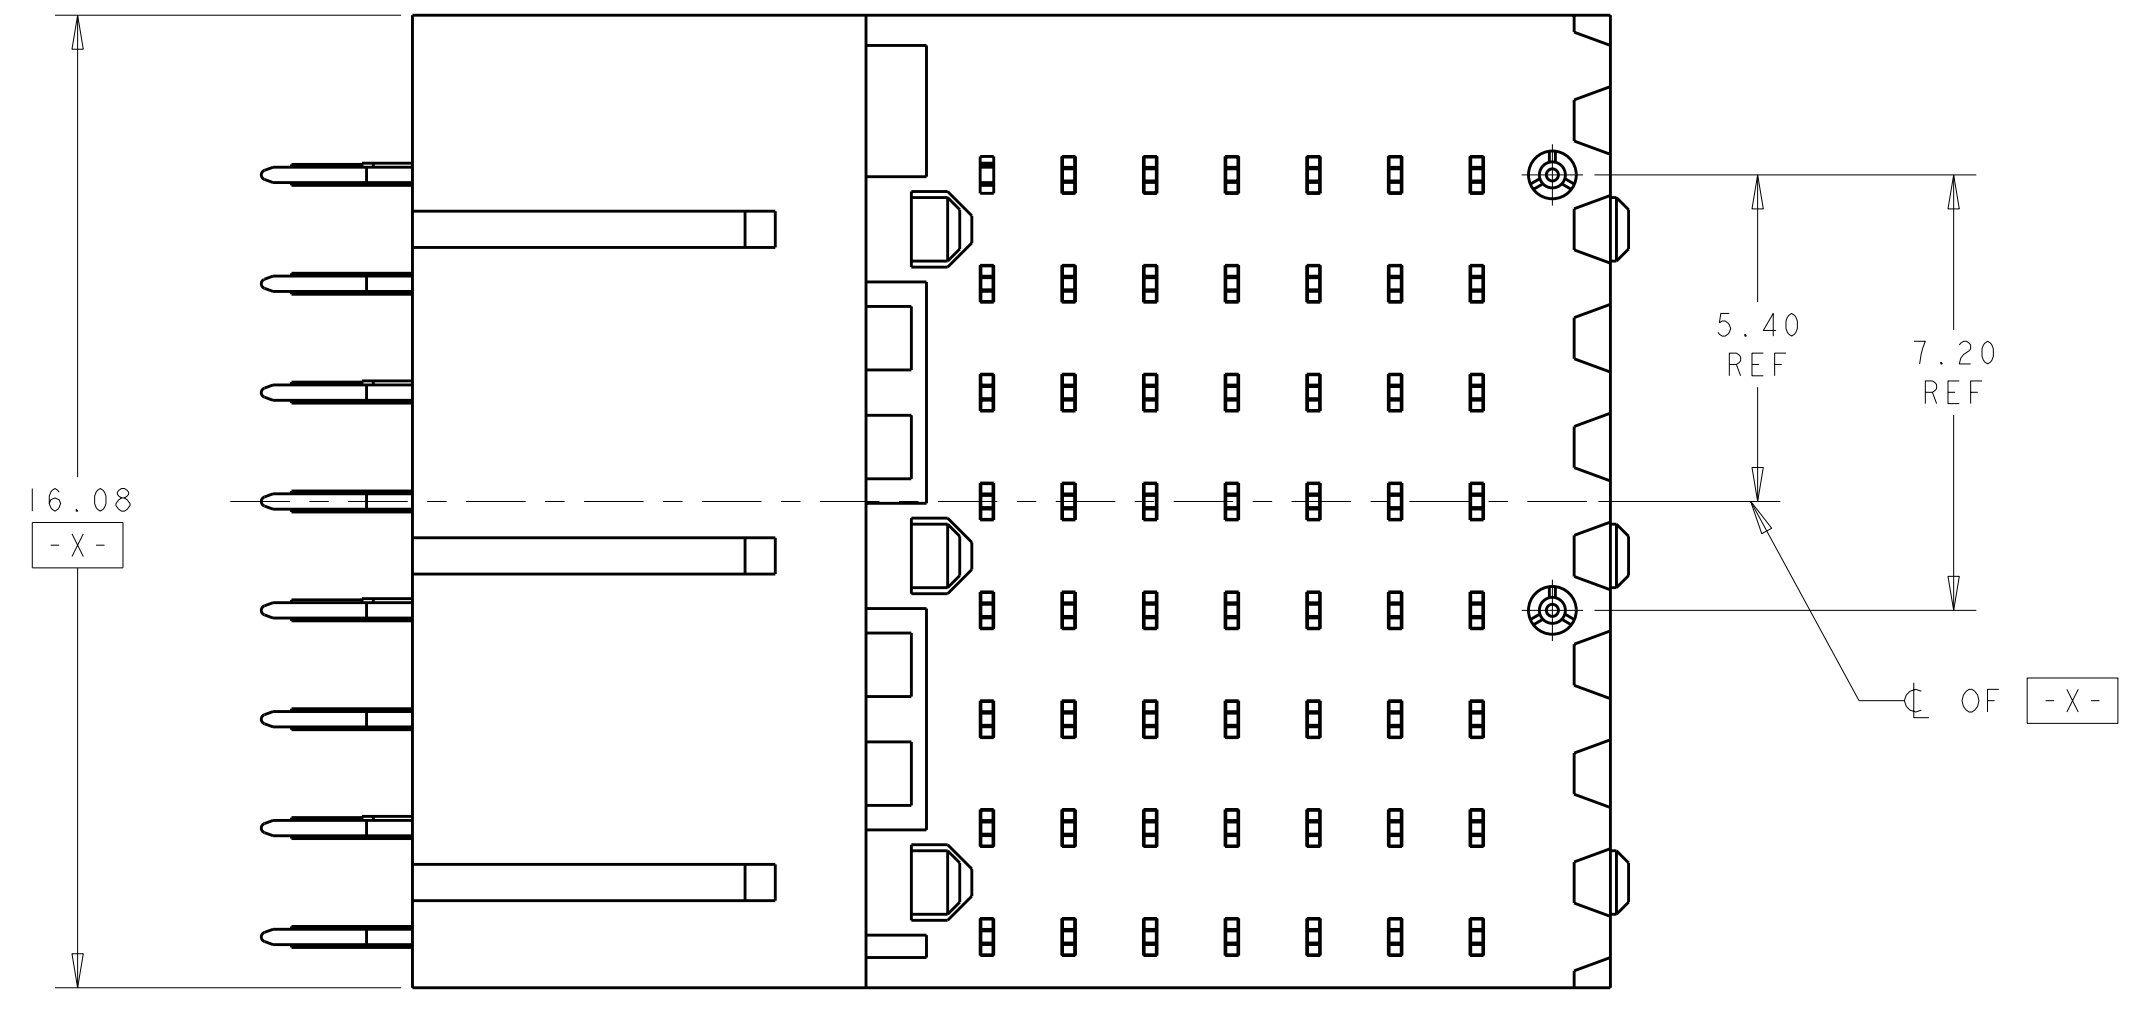 16.08
-X-
5.40
REF
7.20
REF
℄ OF -X-